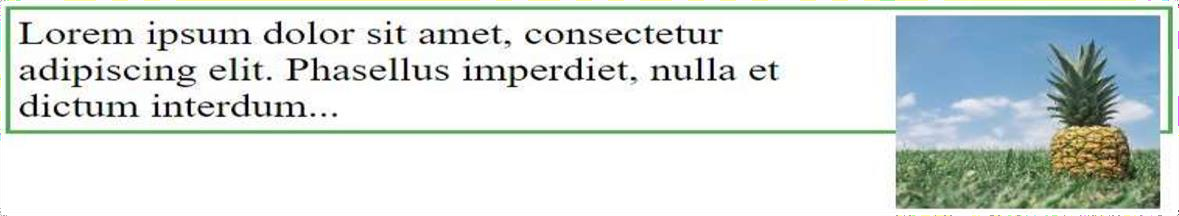 Lorem ipsum dolor sit amet, consectetur
adipiscing elit. Phasellus imperdiet, nulla et
dictum interdum...